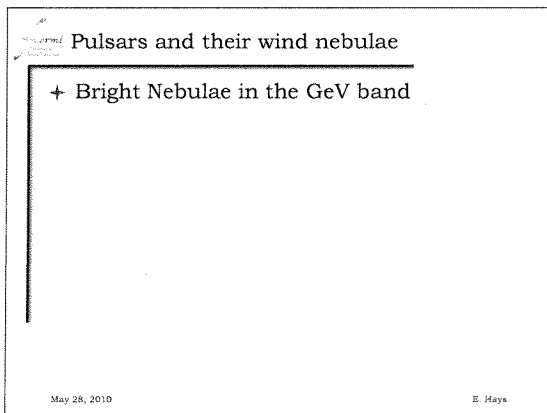 Pulsars and their wind nebulae
Bright Nebulae in the GeV band
May 28, 2010
E. Hays